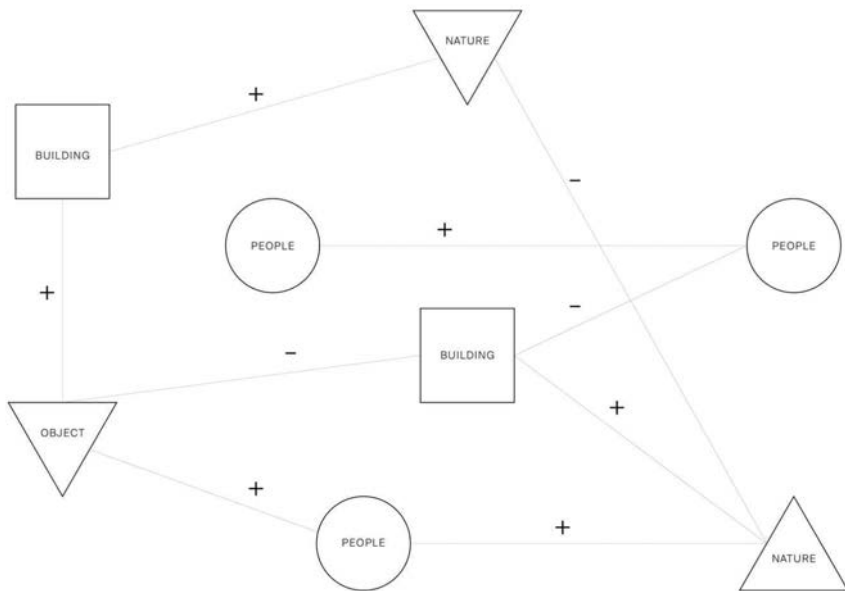 NATURE
+
BUILDING
–
+
PEOPLE
PEOPLE
+
–
–
BUILDING
+
OBJECT
+
+
PEOPLE
NATURE